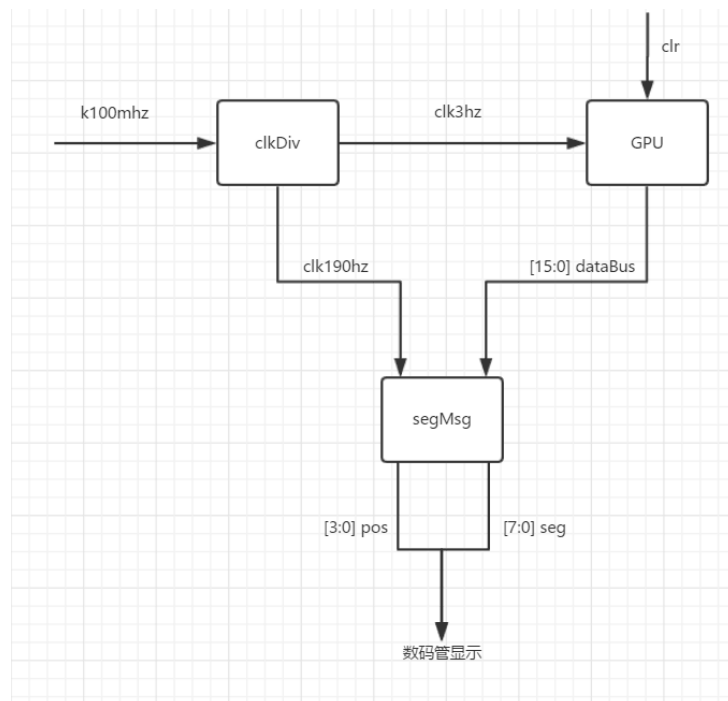 clr
k100mhz
clkDiv
clk3hz
GPU
clk190hz
[15:0] dataBus
segMsg
[3:0] pos
[7:0] seg
数码管显示